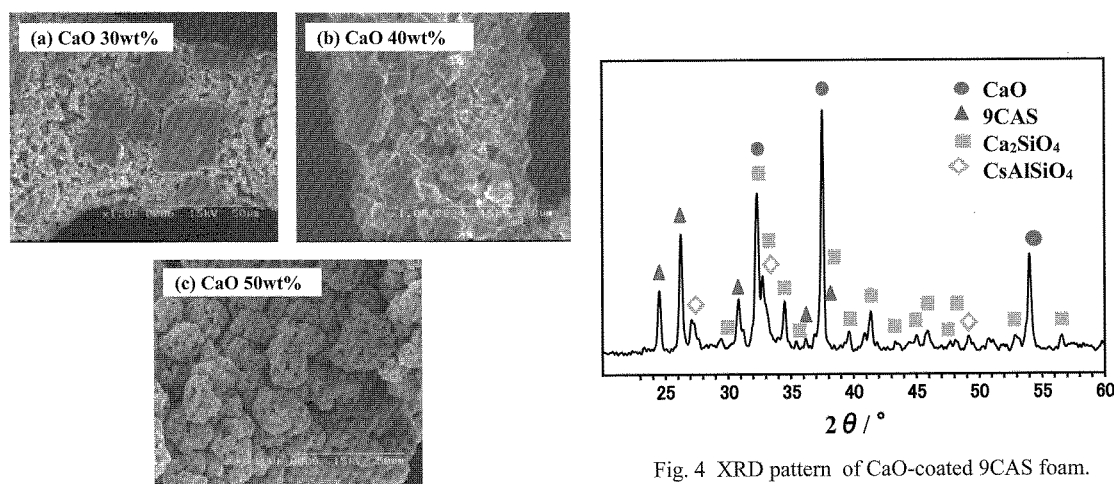 (a) CaO 30wt%
(b) CaO 40wt%
(c) CaO 50wt%
CaO
9CAS
Ca₂SiO₄
CsAlSiO₄
25 30 35 40 45 50 55 60
2 θ / °
Fig. 4 XRD pattern of CaO-coated 9CAS foam.